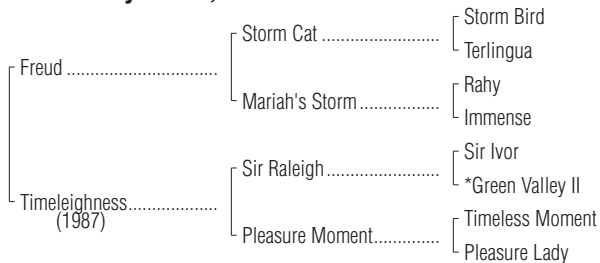 Storm Bird
Storm Cat ........................
Terlingua
Freud ...............................
Rahy
Mariah's Storm.................
Immense
Sir Ivor
Sir Raleigh .......................
*Green Valley II
Timeleighness...................
(1987)
Timeless Moment
Pleasure Moment..............
Pleasure Lady